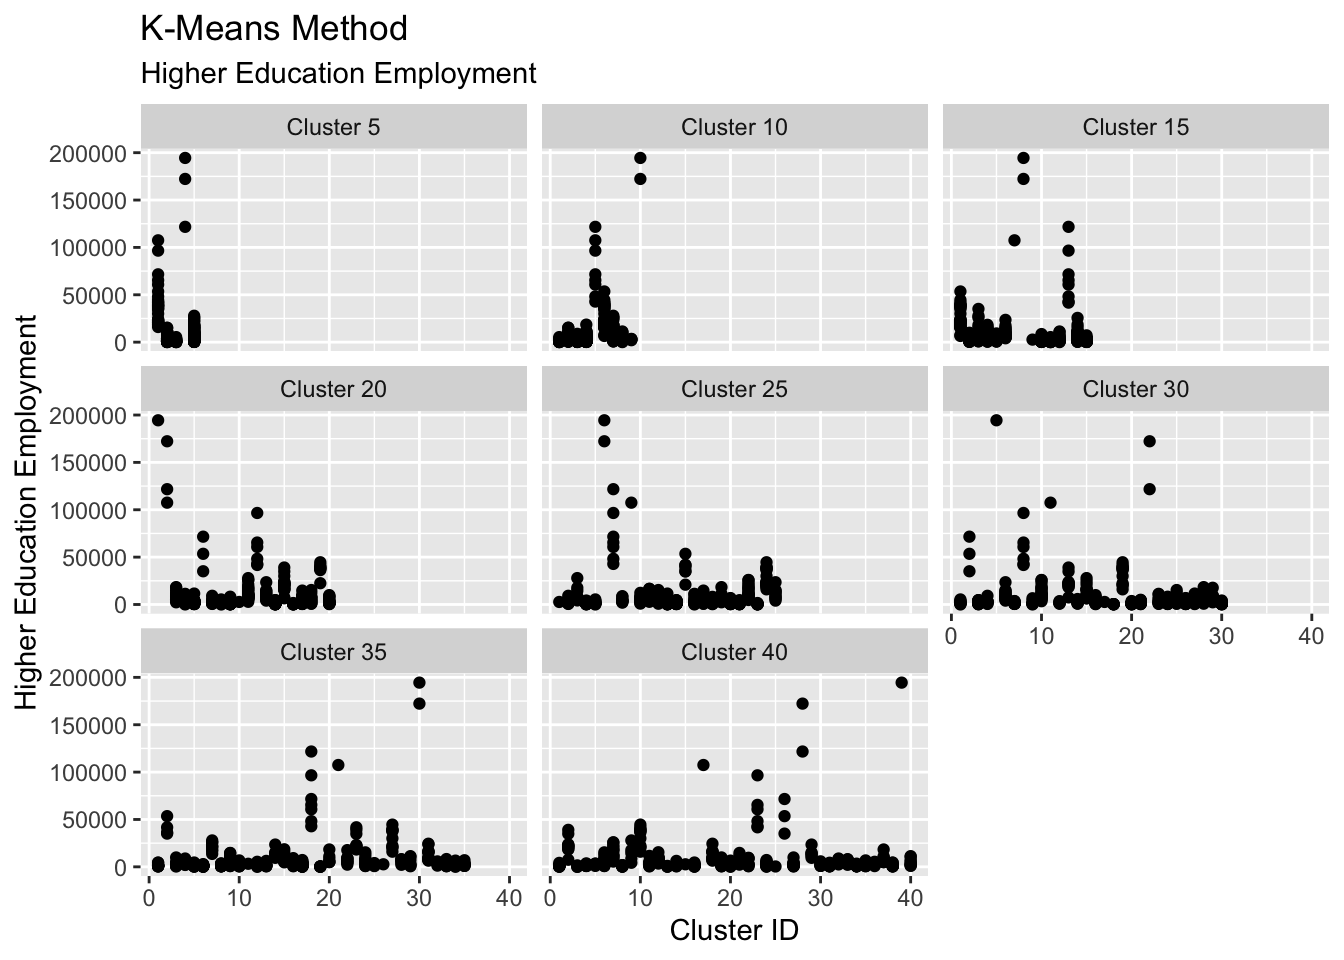 K-Means Method
Higher Education Employment
Cluster 5
Cluster 10
Cluster 15
200000
150000
100000
50000
0
Cluster 20
Cluster 25
Cluster 30
200000
150000
100000
50000
0
0 10 20 30 40
Cluster 35
Cluster 40
200000
150000
100000
50000
0
0 10 20 30 40
0 10 20 30 40
Higher Education Employment
Cluster ID